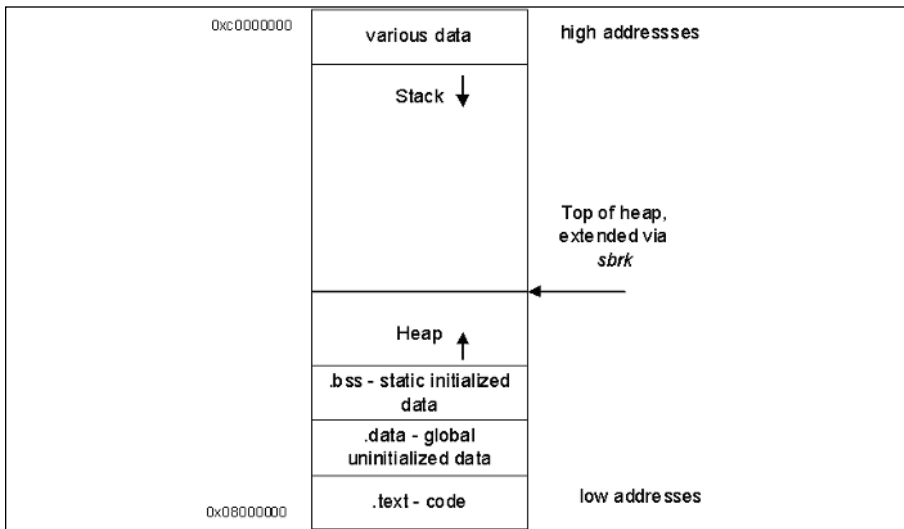 0xc0000000
various data
high addressses
Stack
Top of heap,
extended via
sbrk
Heap
.bss - static initialized
data
.data - global
uninitialized data
.text - code
low addresses
0x08000000